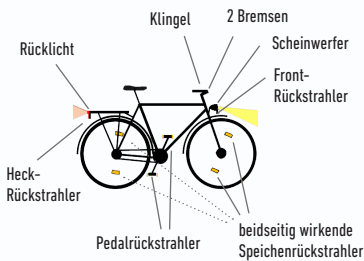 Klingel
2 Bremsen
Scheinwerfer
Front-
Rückstrahler
Rücklicht
Heck-
Rückstrahler
Pedalrückstrahler
beidseitig wirkende
Speichenrückstrahler